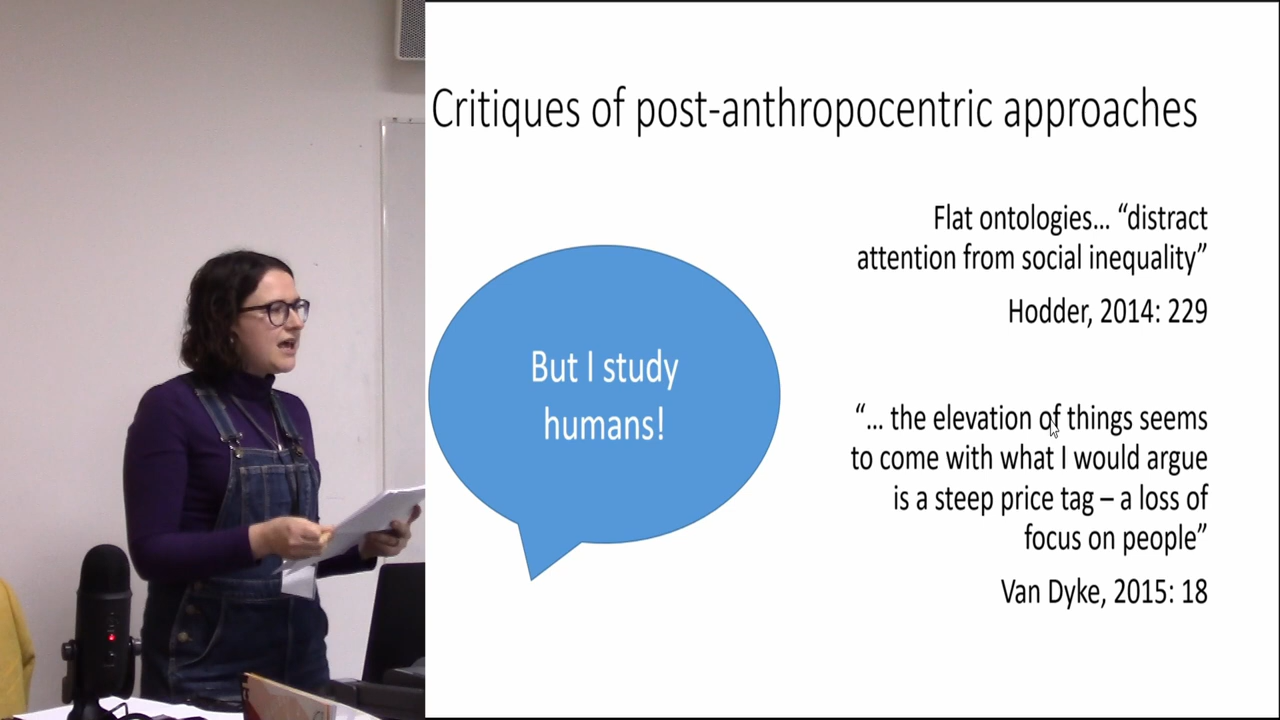 Critiques of post-anthropocentric approaches
Flat ontologies... “distract
attention from social inequality”
Hodder, 2014: 229
But I study
humans!
“... the elevation of things seems
to come with what I would argue
is a steep price tag – a loss of
focus on people”
Van Dyke, 2015: 18